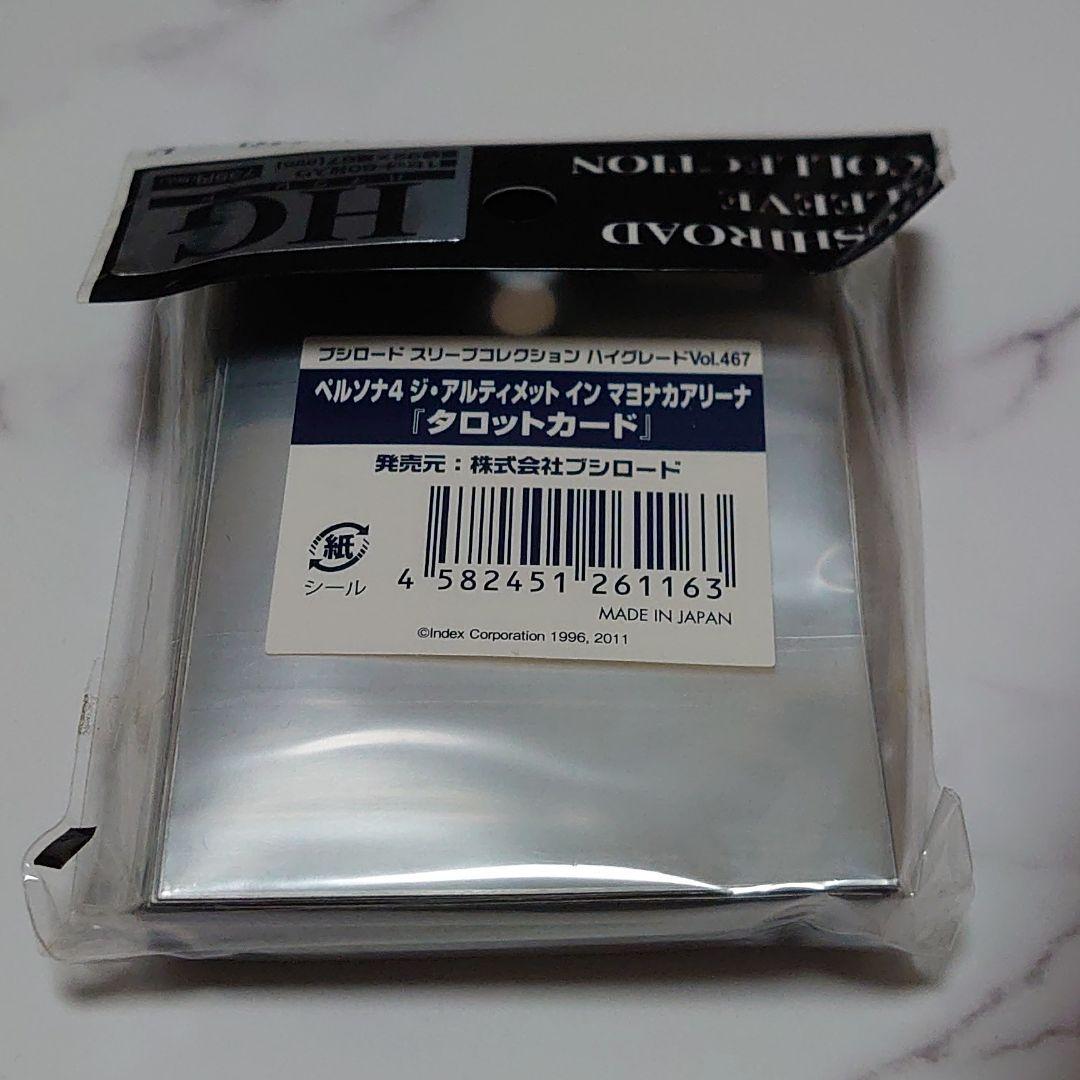 BUSHIROAD
SLEEVE
COLLECTION
HG
ブシロード スリーブコレクション ハイグレードVol.467
ペルソナ4 ジ・アルティメット イン マヨナカアリーナ
『タロットカード』
発売元：株式会社ブシロード
紙
シール
4 582451 261163
MADE IN JAPAN
©Index Corporation 1996, 2011